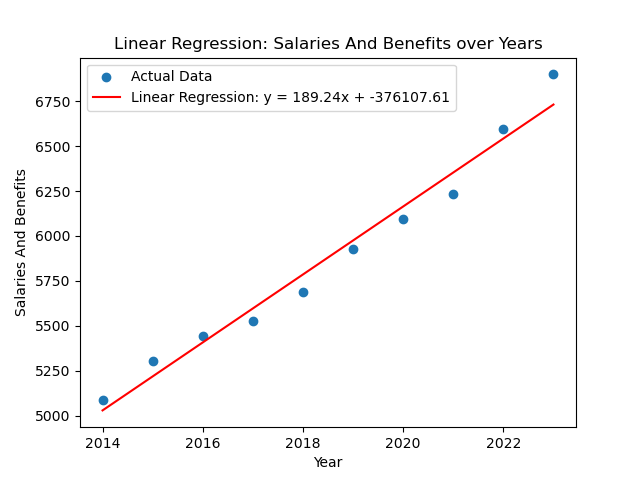 Linear Regression: Salaries And Benefits over Years
Actual Data
Linear Regression: y = 189.24x + -376107.61
Salaries And Benefits
6750
6500
6250
6000
5750
5500
5250
5000
2014
2016
2018
2020
2022
Year